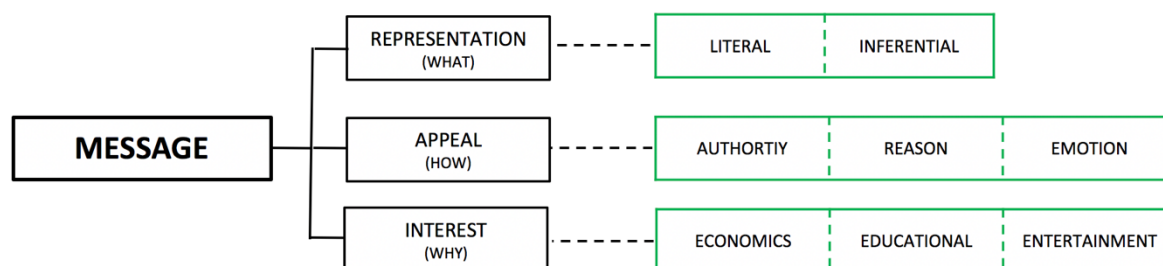 REPRESENTATION
(WHAT)
LITERAL
INFERENTIAL
MESSAGE
APPEAL
(HOW)
AUTHORTIY
REASON
EMOTION
INTEREST
(WHY)
ECONOMICS
EDUCATIONAL
ENTERTAINMENT